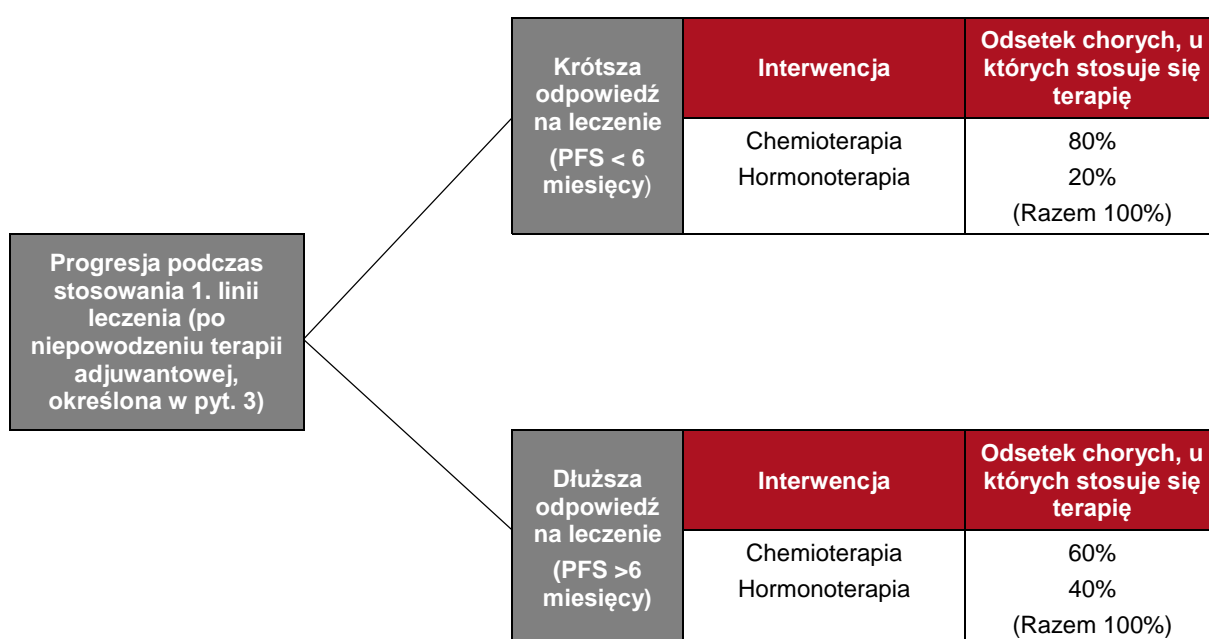 Progresja podczas
stosowania 1. linii
leczenia (po
niepowodzeniu terapii
adjuwantowej,
określona w pyt. 3)
Krótsza
odpowiedź
na leczenie
(PFS < 6
miesięcy)
Interwencja
Odsetek chorych, u
których stosuje się
terapię
Chemioterapia 80%
Hormonoterapia 20%
(Razem 100%)
Dłuższa
odpowiedź
na leczenie
(PFS >6
miesięcy)
Interwencja
Odsetek chorych, u
których stosuje się
terapię
Chemioterapia 60%
Hormonoterapia 40%
(Razem 100%)